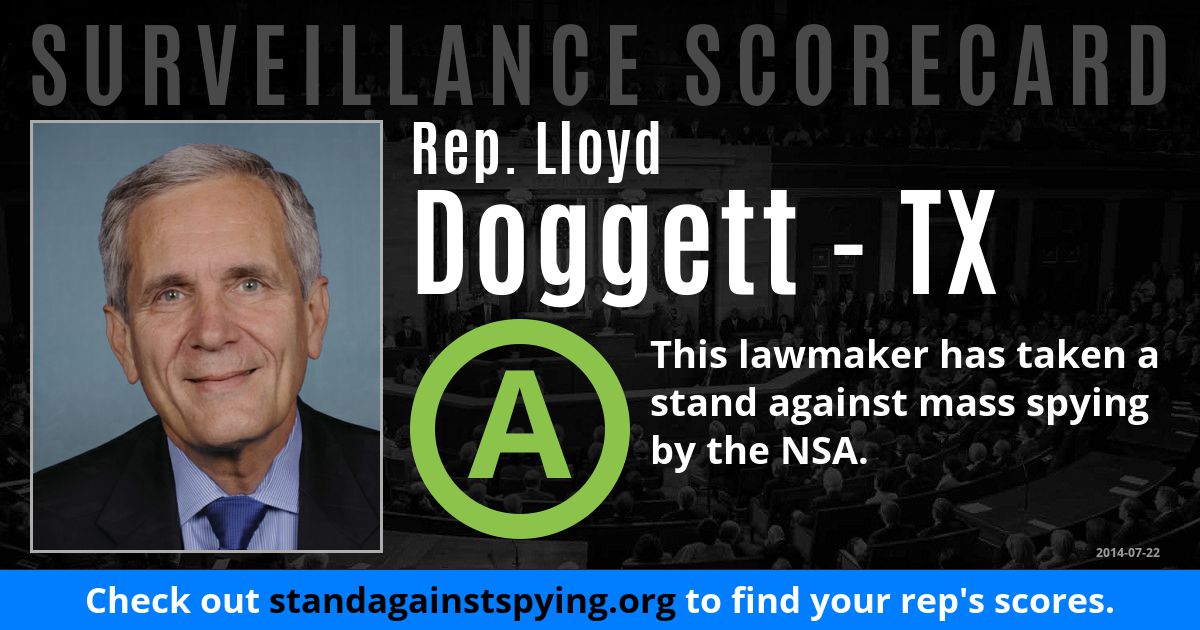 SURVEILLANCE SCORECARD
Rep. Lloyd
Doggett - TX
A
This lawmaker has taken a
stand against mass spying
by the NSA.
2014-07-22
Check out standagainstspying.org to find your rep's scores.